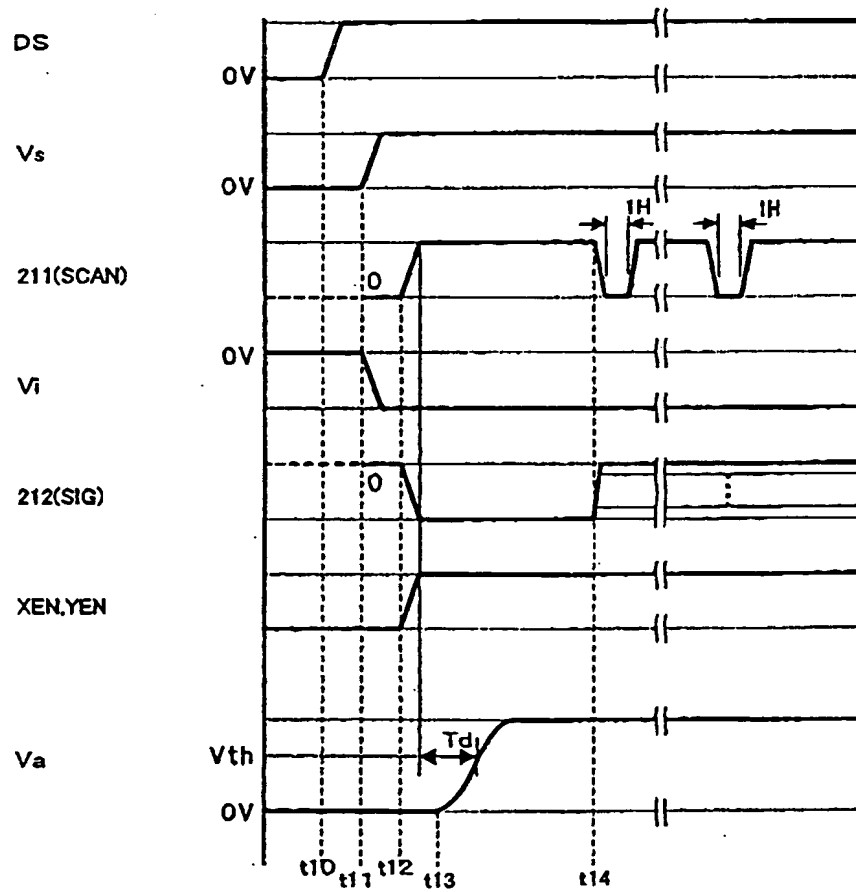 DS
0V
Vs
0V
1H
1H
211(SCAN)
0
0V
Vi
212(SIG)
0
XEN,YEN
Va
Vth
Td
0V
t10
t11
t12
t13
t14